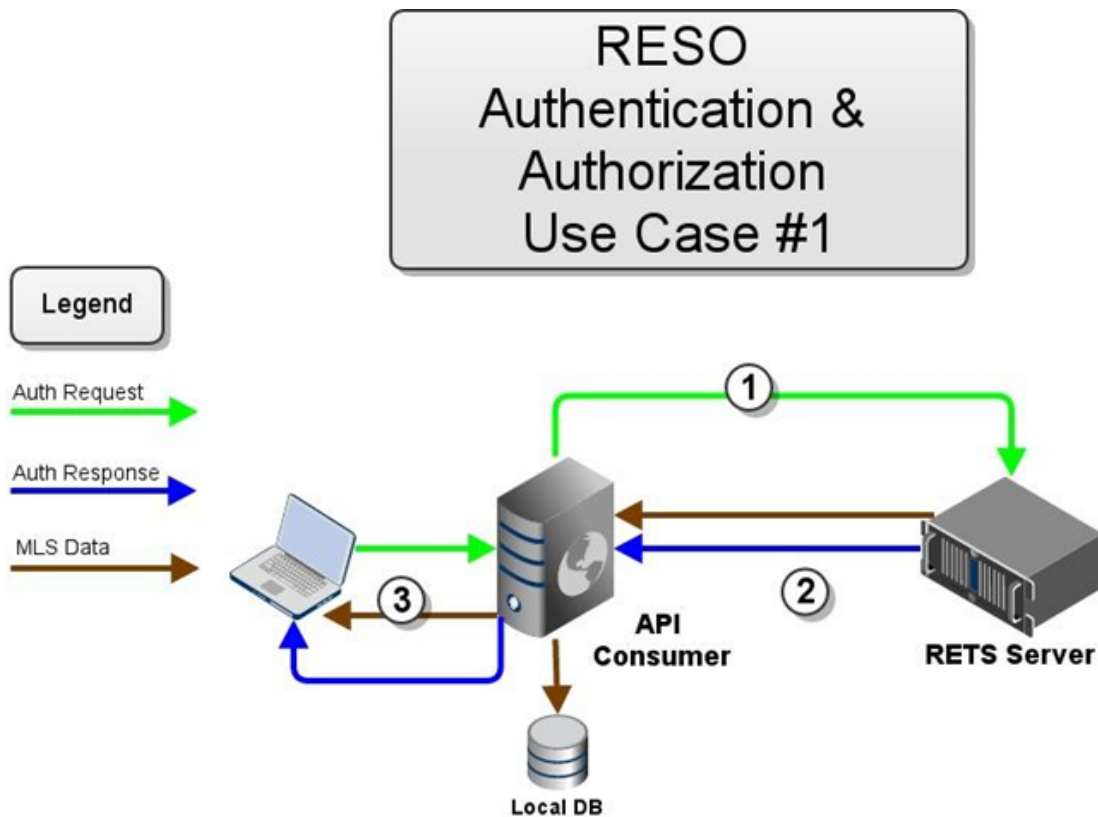 RESO
Authentication &
Authorization
Use Case #1
Legend
Auth Request
Auth Response
MLS Data
1
2
3
API
Consumer
RETS Server
Local DB